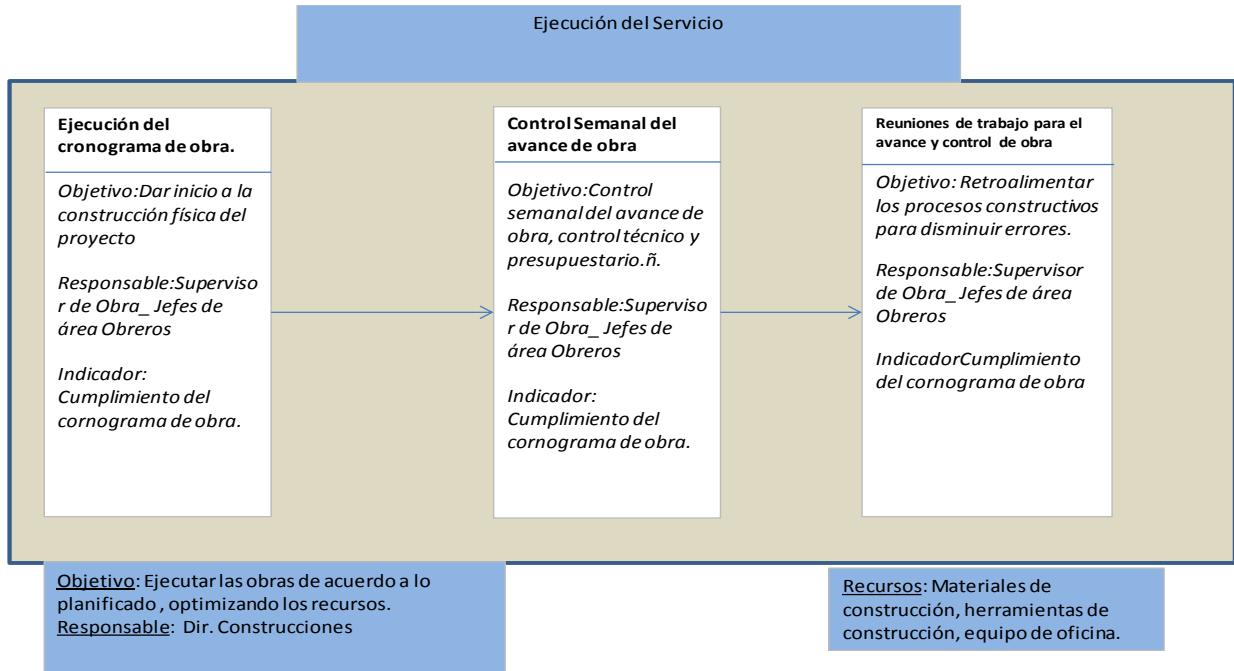 Ejecución del Servicio
Ejecución del
cronograma de obra.
Objetivo:Dar inicio a la
construcción física del
proyecto
Responsable:Superviso
r de Obra_ Jefes de
área Obreros
Indicador:
Cumplimiento del
cornograma de obra.
Control Semanal del
avance de obra
Objetivo:Control
semanal del avance de
obra, control técnico y
presupuestario.ñ.
Responsable:Superviso
r de Obra_ Jefes de
área Obreros
Indicador:
Cumplimiento del
cornograma de obra.
Reuniones de trabajo para el
avance y control de obra
Objetivo: Retroalimentar
los procesos constructivos
para disminuir errores.
Responsable:Supervisor
de Obra_ Jefes de área
Obreros
IndicadorCumplimiento
del cornograma de obra
Objetivo: Ejecutar las obras de acuerdo a lo
planificado , optimizando los recursos.
Responsable: Dir. Construcciones
Recursos: Materiales de
construcción, herramientas de
construcción, equipo de oficina.